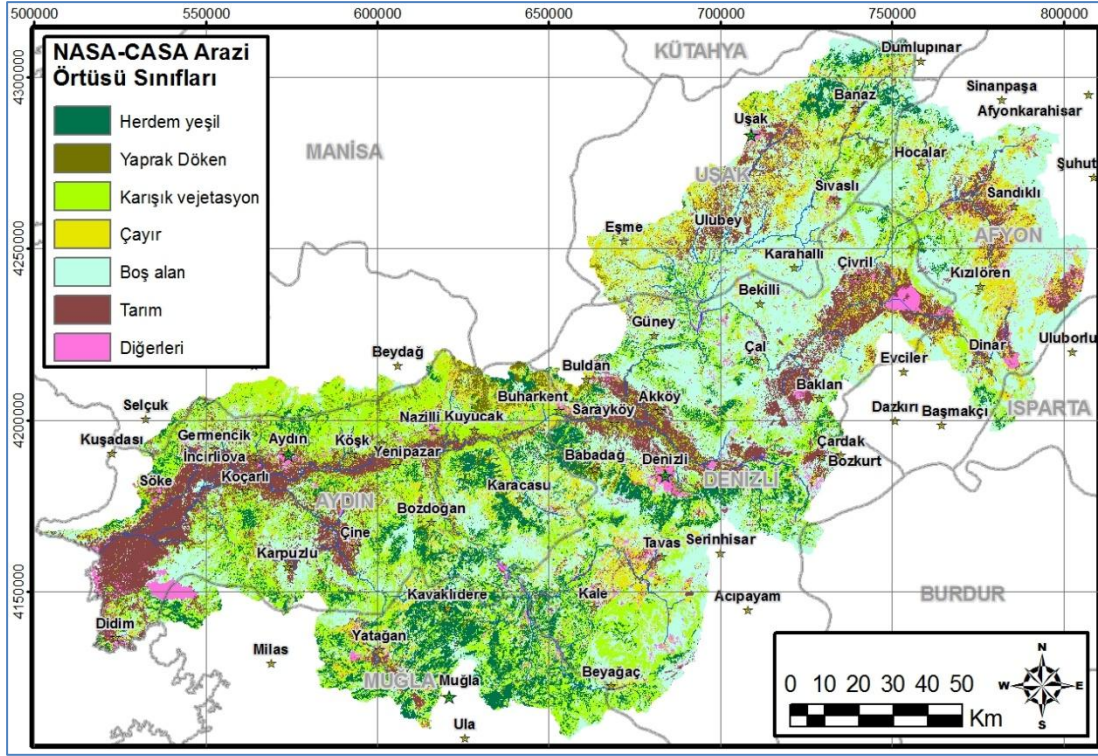 500000 550000 600000 650000 700000 750000 800000
NASA-CASA Arazi
Örtüsü Sınıfları
Herdem yeşil
Yaprak Döken
Karışık vejetasyon
Çayır
Boş alan
Tarım
Diğerleri
4300000
4250000
4200000
4150000
KÜTAHYA
Dumlupınar
Sinanpaşa
Afyonkarahisar
Banaz
Uşak
MANİSA
Hocalar
Şuhut
UŞAK
Sivaslı
Sandıklı
Ulubey
Eşme
AFYON
Karahallı
Çivril
Kızılören
Bekilli
Güney
Dinar
Uluborlu
Beydağ
Çal
Evciler
Buldan
Baklan
Selçuk
Buharkent
Akköy
Nazilli Kuyucak
Sarayköy
Dazkırı
Başmakçı
ISPARTA
Kuşadası
Germencik
Aydın
Köşk
İncirliova
Yenipazar
Babadağ
Denizli
Çardak
Bozkurt
Söke
Koçarlı
DENİZLİ
Karacasu
AYDIN
Bozdoğan
Çine
Karpuzlu
Tavas
Serinhisar
Kavaklıdere
Kale
Acıpayam
BURDUR
Didim
Yatağan
Milas
Muğla
MUĞLA
Beyağaç
Ula
N
W
E
S
0 10 20 30 40 50
Km